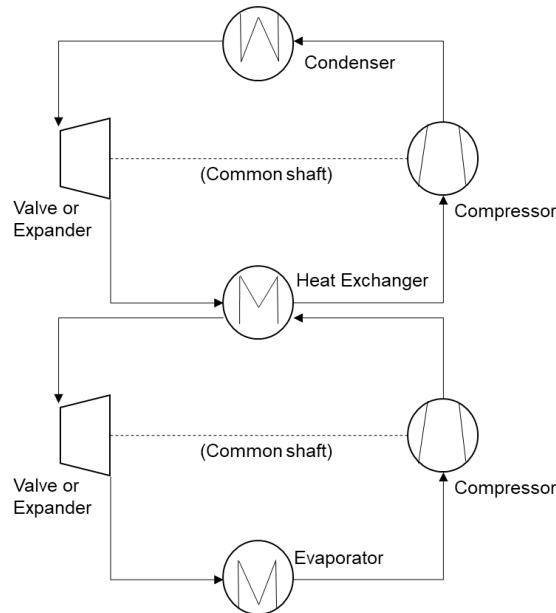 Condenser
(Common shaft)
Valve or
Expander
Compressor
Heat Exchanger
(Common shaft)
Valve or
Expander
Compressor
Evaporator